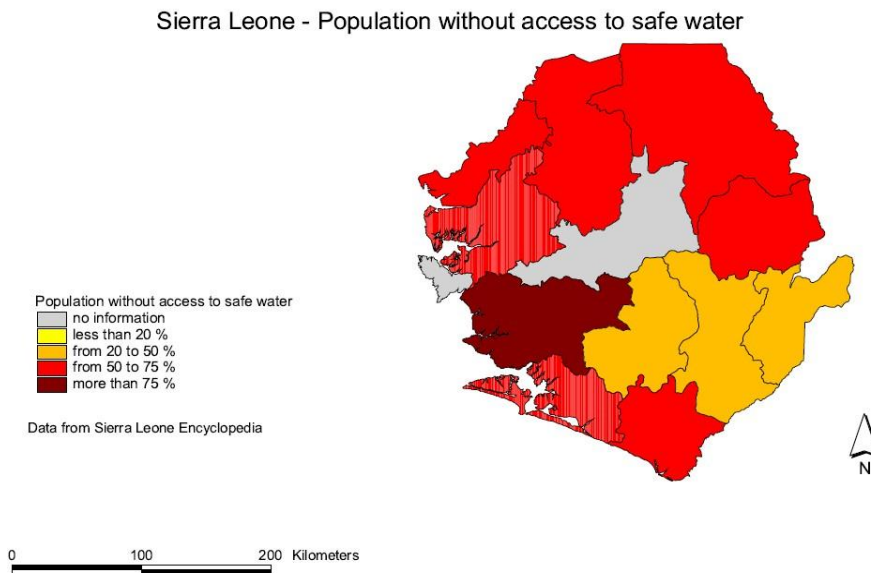 Sierra Leone - Population without access to safe water
Population without access to safe water
no information
less than 20 %
from 20 to 50 %
from 50 to 75 %
more than 75 %
Data from Sierra Leone Encyclopedia
N
0 100 200 Kilometers